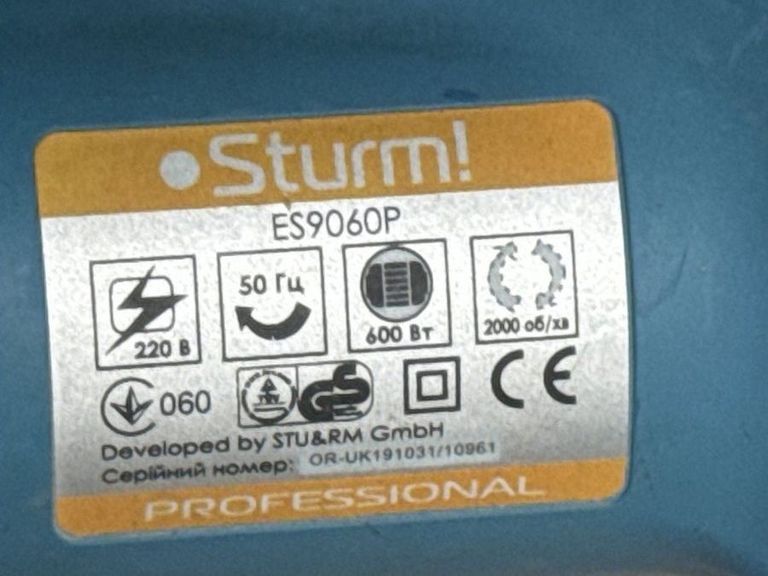 Sturm!
ES9060P
220 В
50 Гц
600 Вт
2000 об/хв
060
GS
CE
Developed by STU&RM GmbH
Серійний номер: OR-UK191031/10961
PROFESSIONAL